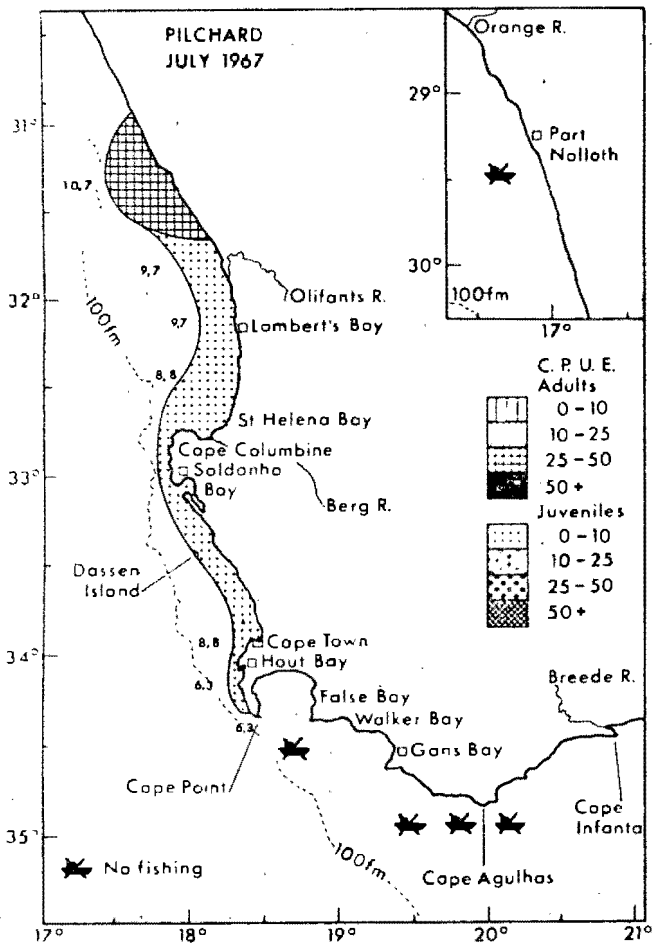 PILCHARD
JULY 1967
Orange R.
29°
Part
Nolloth
30°
100fm
17°
31°
10,7
9,7
32°
Olifants R.
100fm
9,7
Lambert's Bay
8,8
C. P. U. E.
Adults
0-10
10-25
25-50
50+
Juveniles
0-10
10-25
25-50
50+
St Helena Bay
Cape Columbine
33°
Soldanha
Bay
Berg R.
Dassen
Island
8,8
Cape Town
Hout Bay
34°
6,3
False Bay
Breede R.
Walker Bay
6,3
Gans Bay
Cape Point
Cape
Infanta
35°
100fm
No fishing
Cape Agulhas
17°
18°
19°
20°
21°